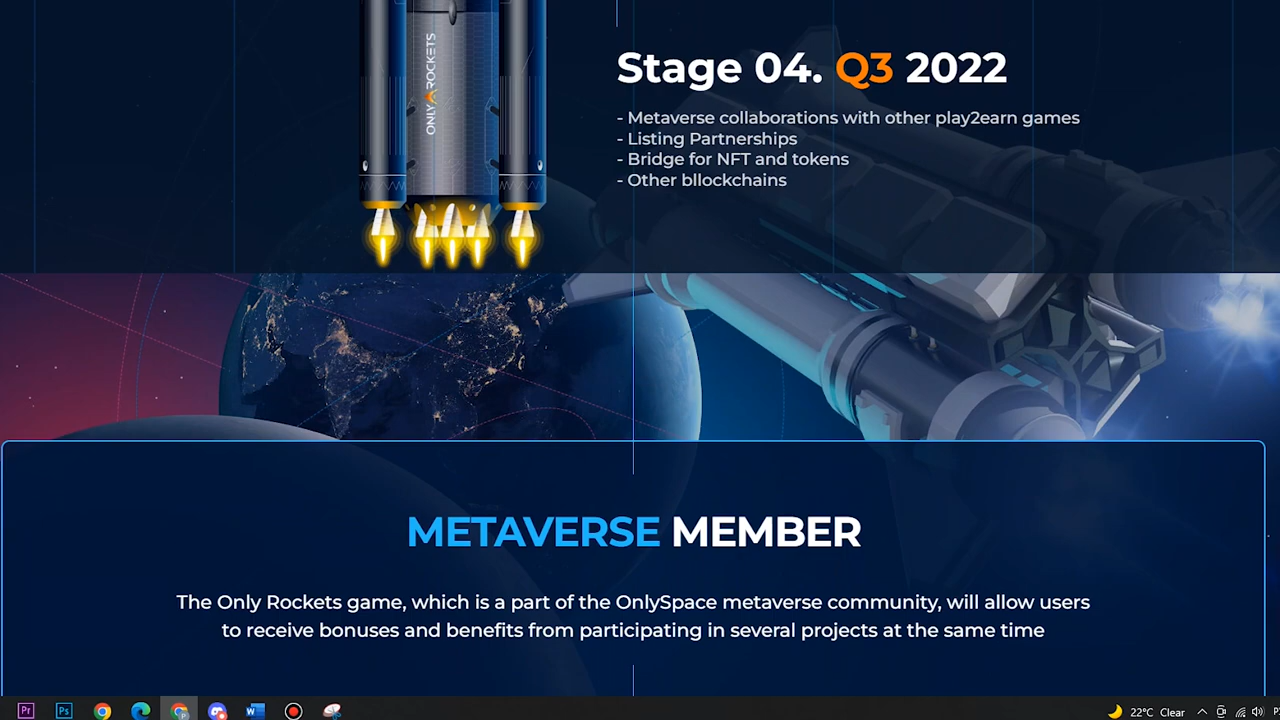 ONLY ROCKETS
Stage 04. Q3 2022
- Metaverse collaborations with other play2earn games
- Listing Partnerships
- Bridge for NFT and tokens
- Other bllockchains
METAVERSE MEMBER
The Only Rockets game, which is a part of the OnlySpace metaverse community, will allow users
to receive bonuses and benefits from participating in several projects at the same time
Pr Ps W 22°C Clear